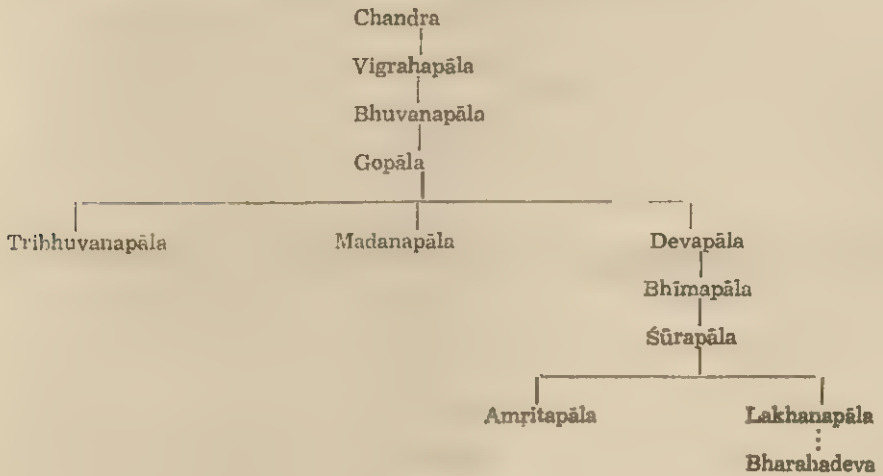 Chandra
Vigrahapāla
Bhuvanapāla
Gopāla
Tribhuvanapāla Madanapāla Devapāla
Bhīmapāla
Śūrapāla
Amṛitapāla Lakhanapāla
Bharahadeva